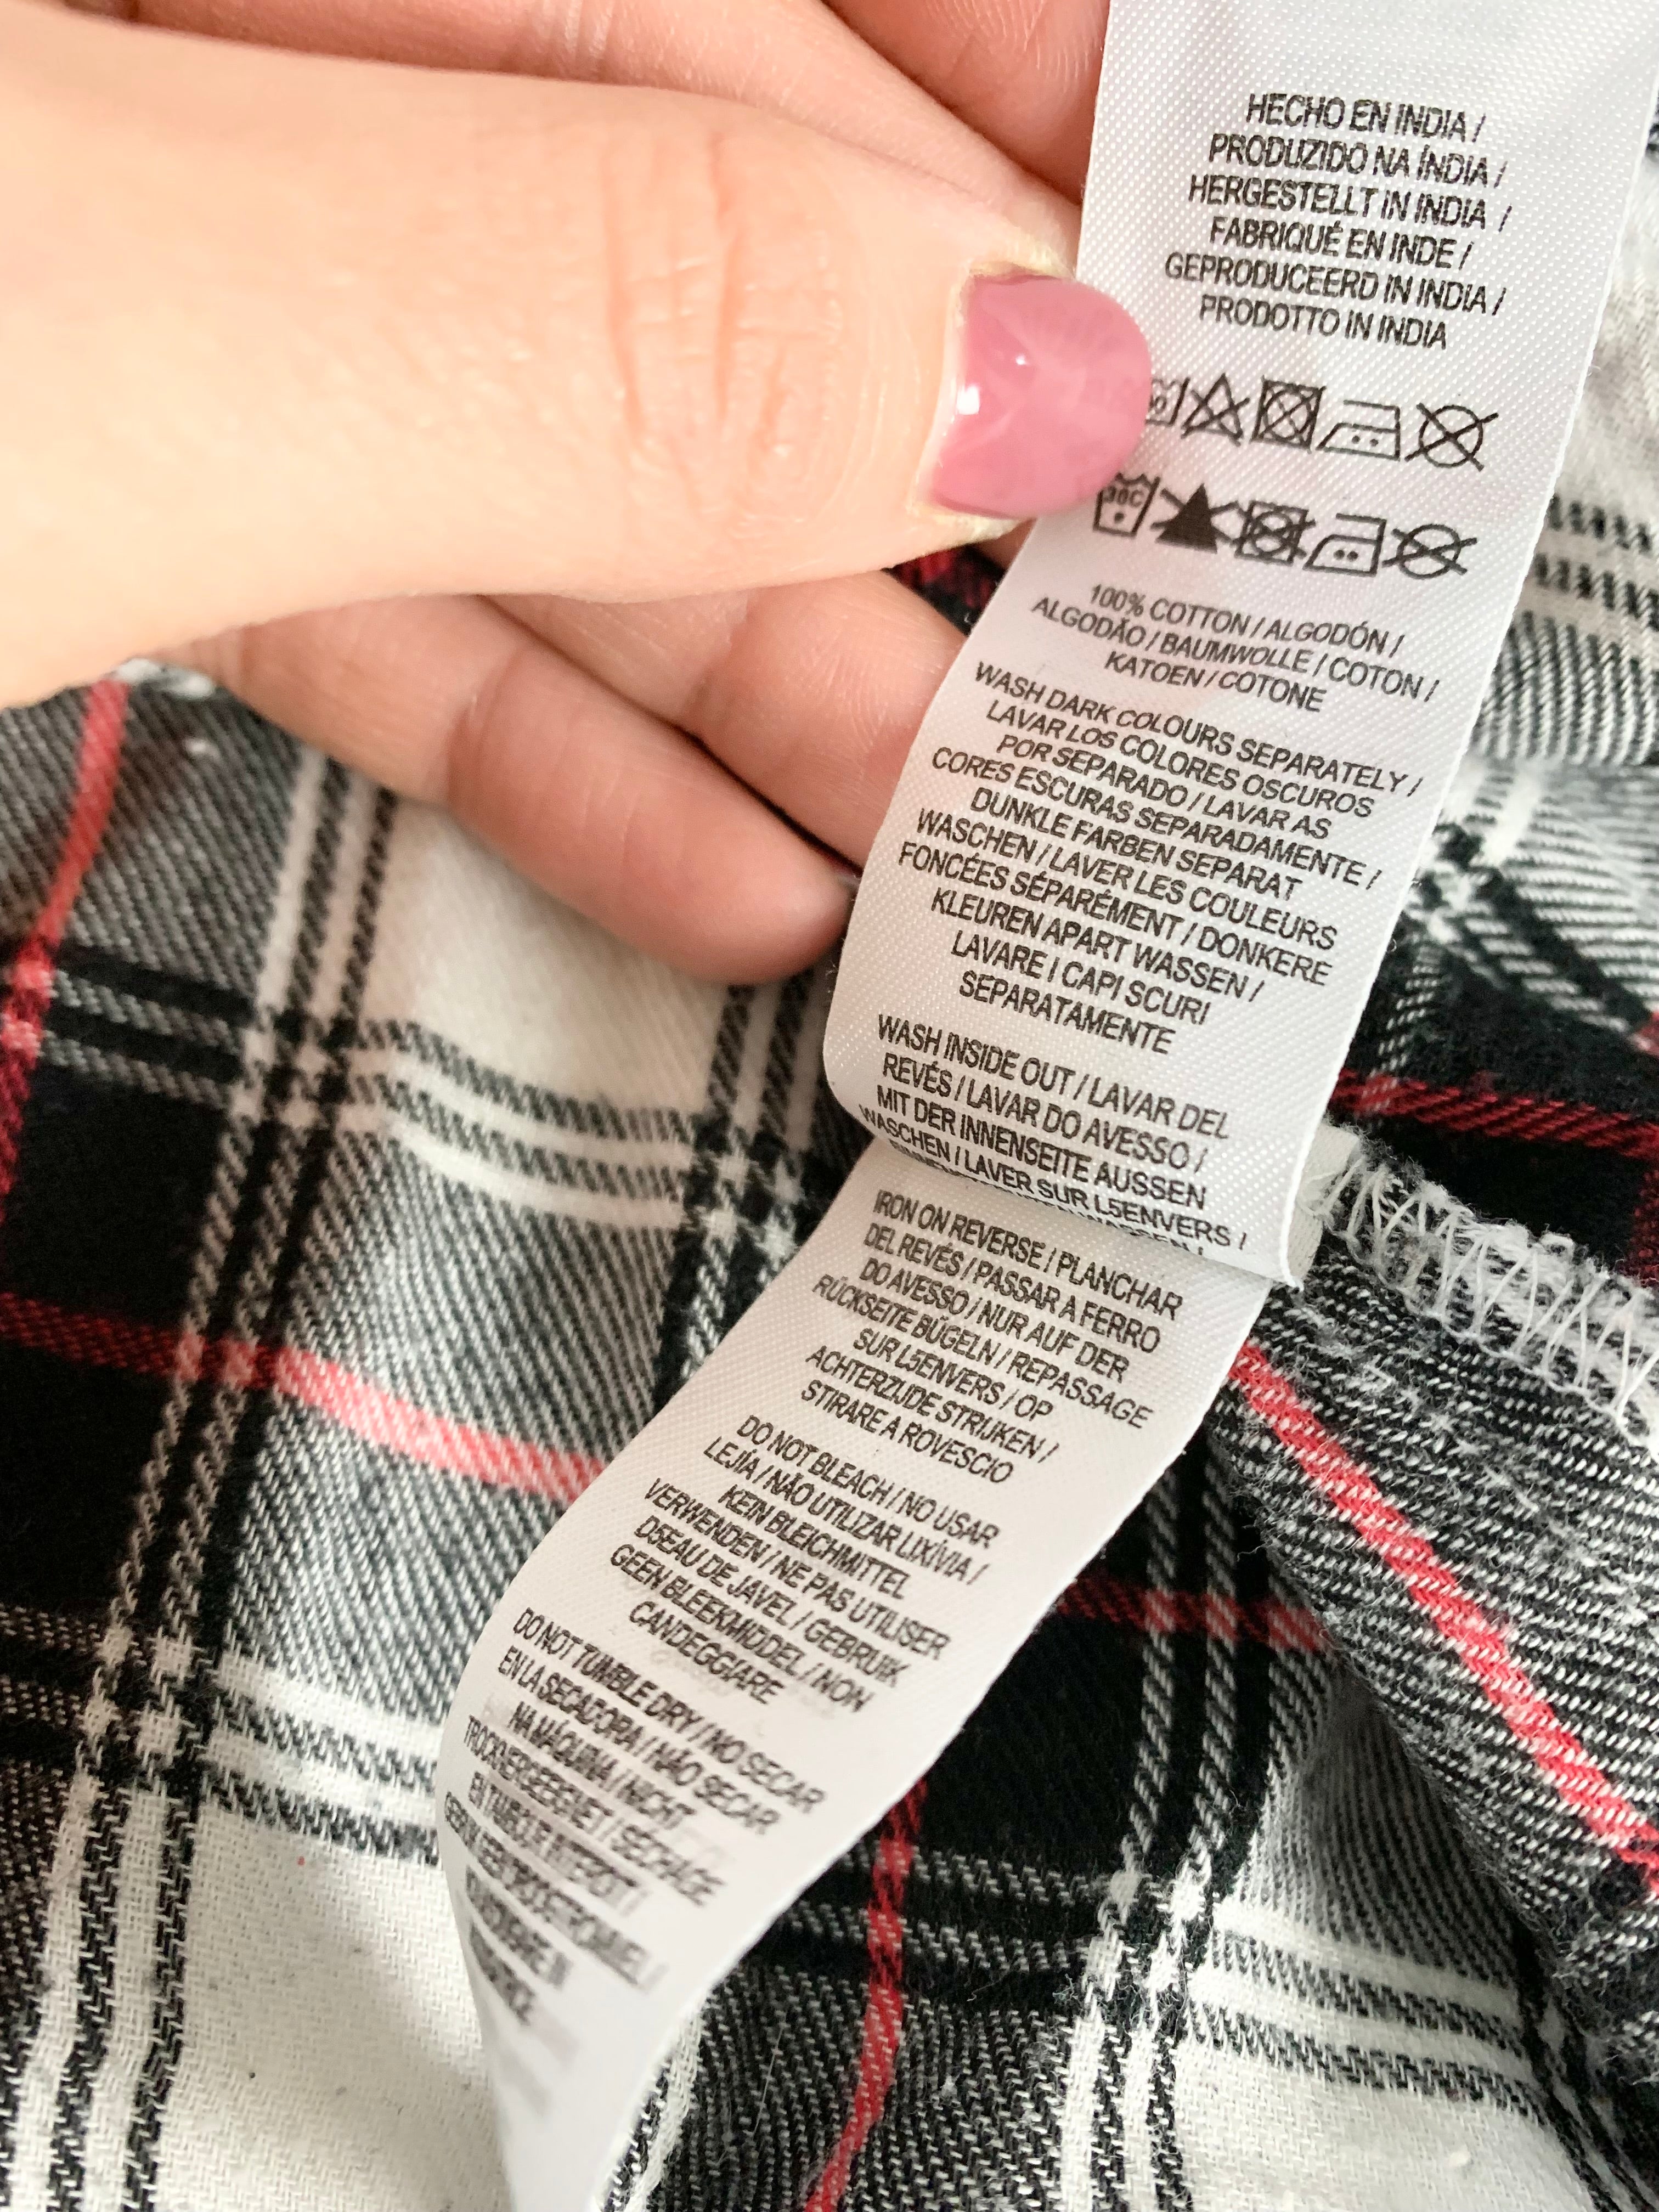 HECHO EN INDIA /
PRODUZIDO NA ÍNDIA /
HERGESTELLT IN INDIA /
FABRIQUÉ EN INDE /
GEPRODUCEERD IN INDIA /
PRODOTTO IN INDIA
30C
100% COTTON / ALGODÓN /
ALGODÃO / BAUMWOLLE / COTON /
KATOEN / COTONE
WASH DARK COLOURS SEPARATELY /
LAVAR LOS COLORES OSCUROS
POR SEPARADO / LAVAR AS
CORES ESCURAS SEPARADAMENTE /
DUNKLE FARBEN SEPARAT
WASCHEN / LAVER LES COULEURS
FONCÉES SÉPARÉMENT / DONKERE
KLEUREN APART WASSEN /
LAVARE I CAPI SCURI
SEPARATAMENTE
WASH INSIDE OUT / LAVAR DEL
REVÉS / LAVAR DO AVESSO /
MIT DER INNENSEITE AUSSEN
WASCHEN / LAVER SUR L5ENVERS /
IRON ON REVERSE / PLANCHAR
DEL REVÉS / PASSAR A FERRO
DO AVESSO / NUR AUF DER
RÜCKSEITE BÜGELN / REPASSAGE
SUR L5ENVERS / OP
ACHTERZIJDE STRIJKEN /
STIRARE A ROVESCIO
DO NOT BLEACH / NO USAR
LEJÍA / NÃO UTILIZAR LIXÍVIA /
KEIN BLEICHMITTEL
VERWENDEN / NE PAS UTILISER
D5EAU DE JAVEL / GEBRUIK
GEEN BLEEKMIDDEL / NON
CANDEGGIARE
DO NOT TUMBLE DRY / NO SECAR
EN LA SECADORA / NÃO SECAR
NA MÁQUINA / NICHT
TROCKNERGEEIGNET / SÉCHAGE
EN TAMBOUR INTERDIT /